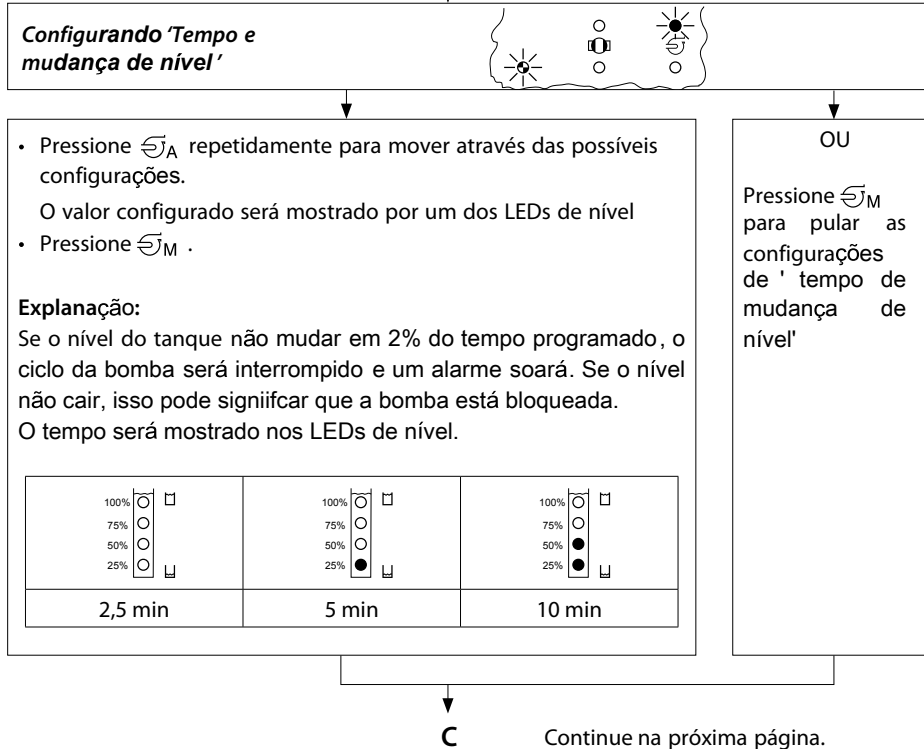 Configurando 'Tempo e
mudança de nível'
• Pressione A repetidamente para mover através das possíveis
configurações.
O valor configurado será mostrado por um dos LEDs de nível
• Pressione M .
Explanação:
Se o nível do tanque não mudar em 2% do tempo programado, o
ciclo da bomba será interrompido e um alarme soará. Se o nível
não cair, isso pode signiifcar que a bomba está bloqueada.
O tempo será mostrado nos LEDs de nível.
100%
75%
50%
25%
2,5 min
100%
75%
50%
25%
5 min
100%
75%
50%
25%
10 min
OU
Pressione M
para pular as
configurações
de ' tempo de
mudança de
nível'
C
Continue na próxima página.